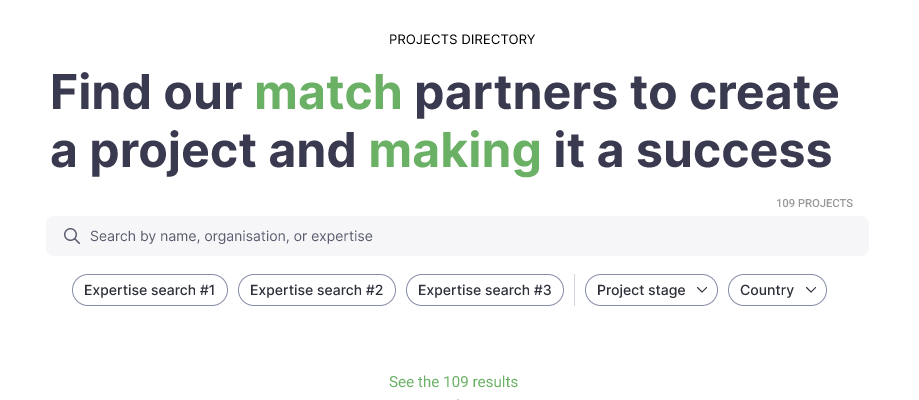 PROJECTS DIRECTORY
Find our match partners to create
a project and making it a success
109 PROJECTS
Search by name, organisation, or expertise
Expertise search #1 Expertise search #2 Expertise search #3 Project stage Country
See the 109 results